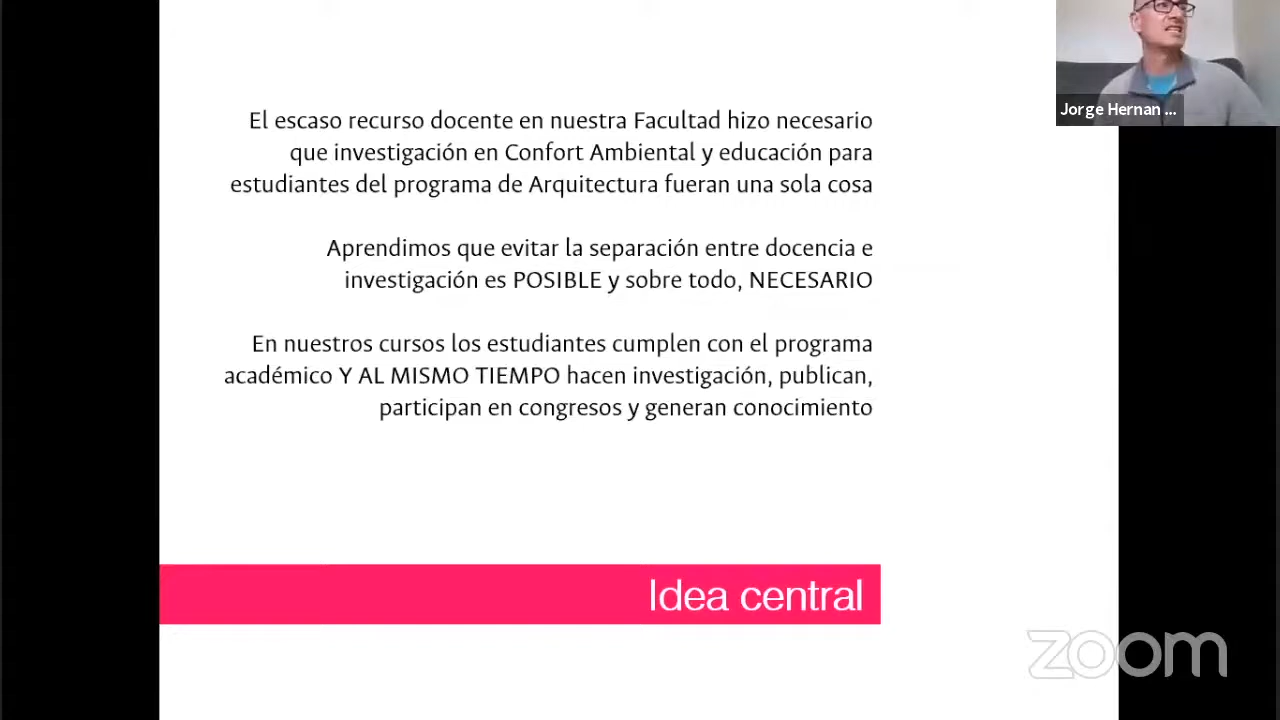 El escaso recurso docente en nuestra Facultad hizo necesario
que investigación en Confort Ambiental y educación para
estudiantes del programa de Arquitectura fueran una sola cosa
Aprendimos que evitar la separación entre docencia e
investigación es POSIBLE y sobre todo, NECESARIO
En nuestros cursos los estudiantes cumplen con el programa
académico Y AL MISMO TIEMPO hacen investigación, publican,
participan en congresos y generan conocimiento
Idea central
Jorge Hernan ...
zoom